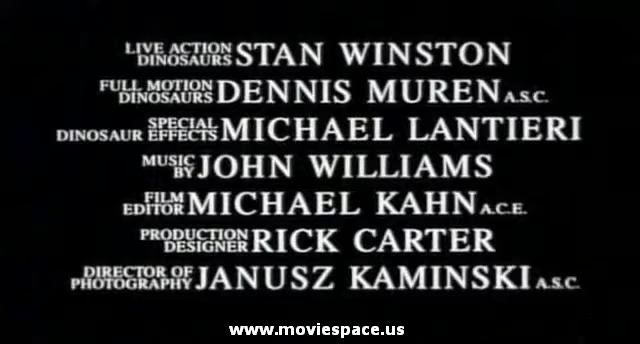 LIVE ACTION DINOSAURS STAN WINSTON
FULL MOTION DINOSAURS DENNIS MUREN A.S.C.
SPECIAL DINOSAUR EFFECTS MICHAEL LANTIERI
MUSIC BY JOHN WILLIAMS
FILM EDITOR MICHAEL KAHN A.C.E.
PRODUCTION DESIGNER RICK CARTER
DIRECTOR OF PHOTOGRAPHY JANUSZ KAMINSKI A.S.C.
www.moviespace.us